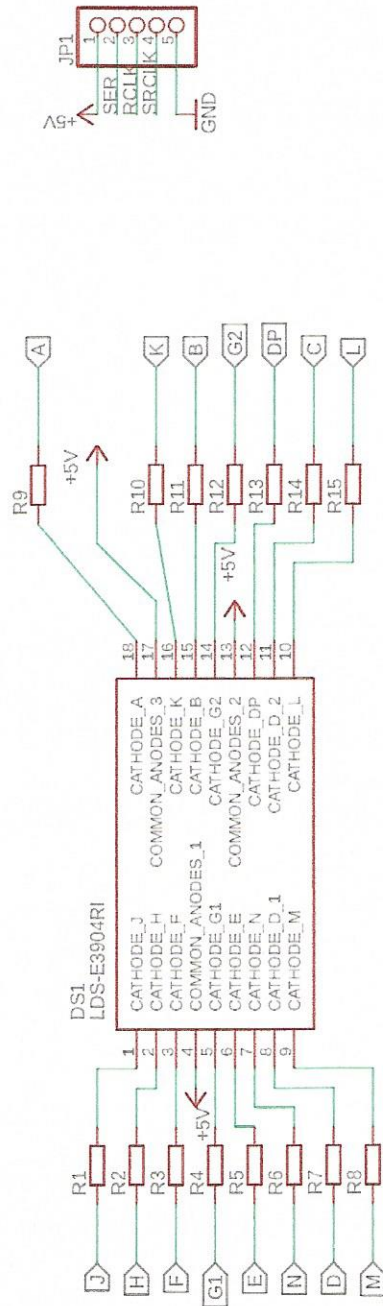 JP1
1
2
3
4
5
+5V
SER
RCLK
SRCLK
GND
DS1
LDS-E3904RI
J
R1
1
CATHODE_J
H
R2
2
CATHODE_H
F
R3
3
CATHODE_F
+5V
4
COMMON_ANODES_1
G1
R4
5
CATHODE_G1
E
R5
6
CATHODE_E
N
R6
7
CATHODE_N
D
R7
8
CATHODE_D_1
M
R8
9
CATHODE_M
CATHODE_A
18
R9
A
COMMON_ANODES_3
17
+5V
CATHODE_K
16
R10
K
CATHODE_B
15
R11
B
CATHODE_G2
14
R12
G2
COMMON_ANODES_2
13
+5V
CATHODE_DP
12
R13
DP
CATHODE_D_2
11
R14
C
CATHODE_L
10
R15
L